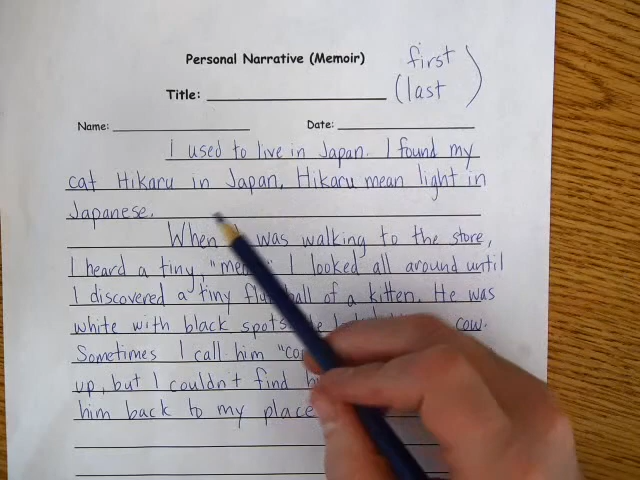 Personal Narrative (Memoir)
first
(last )
Title:
Name: Date:
I used to live in Japan. I found my
cat Hikaru in Japan. Hikaru mean light in
Japanese.
When was walking to the store,
I heard a tiny, "me I looked all around until
I discovered a tiny ball of a kitten. He was
white with black spots. cow.
Sometimes I call him
up, but I couldn't find
him back to my place